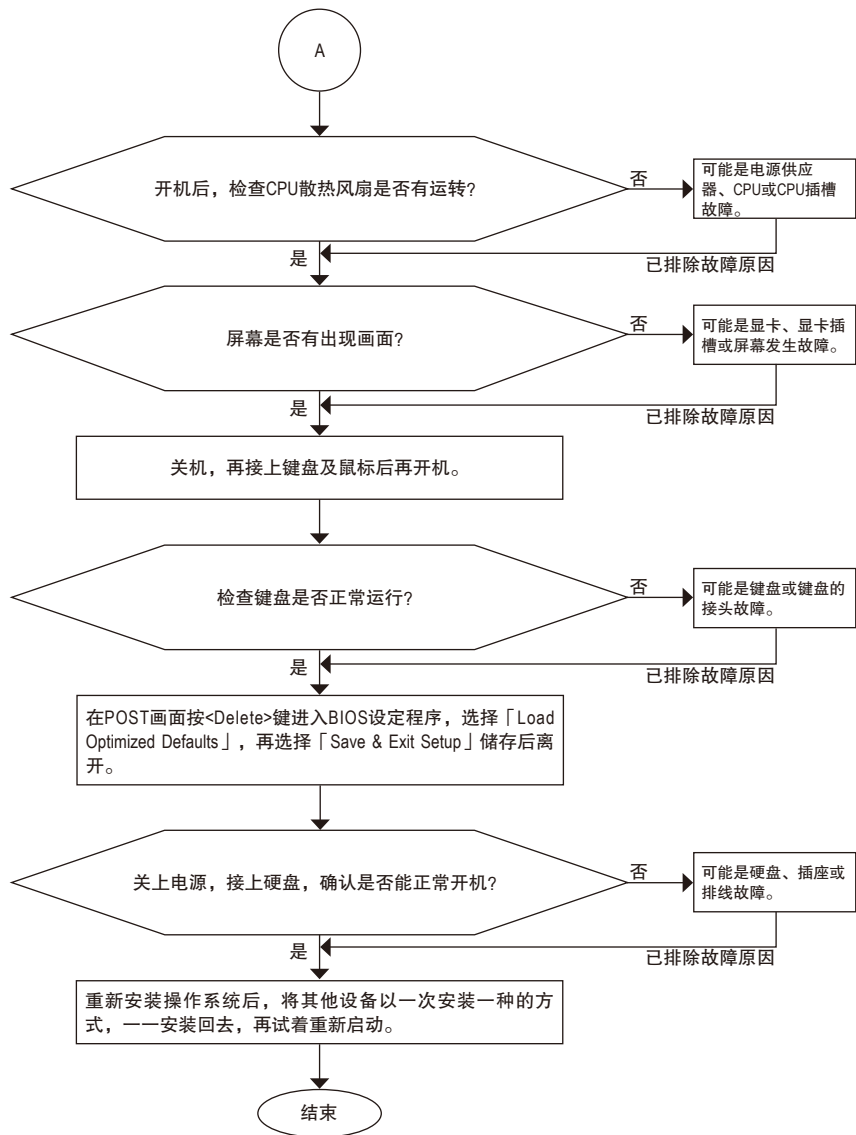 A
开机后，检查CPU散热风扇是否有运转?
否
可能是电源供应
器、CPU或CPU插槽
故障。
是
已排除故障原因
屏幕是否有出现画面?
否
可能是显卡、显卡插
槽或屏幕发生故障。
是
已排除故障原因
关机，再接上键盘及鼠标后再开机。
检查键盘是否正常运行?
否
可能是键盘或键盘的
接头故障。
是
已排除故障原因
在POST画面按<Delete>键进入BIOS设定程序，选择「Load
Optimized Defaults」，再选择「Save & Exit Setup」储存后离
开。
关上电源，接上硬盘，确认是否能正常开机?
否
可能是硬盘、插座或
排线故障。
是
已排除故障原因
重新安装操作系统后，将其他设备以一次安装一种的方
式，一一安装回去，再试着重新启动。
结束